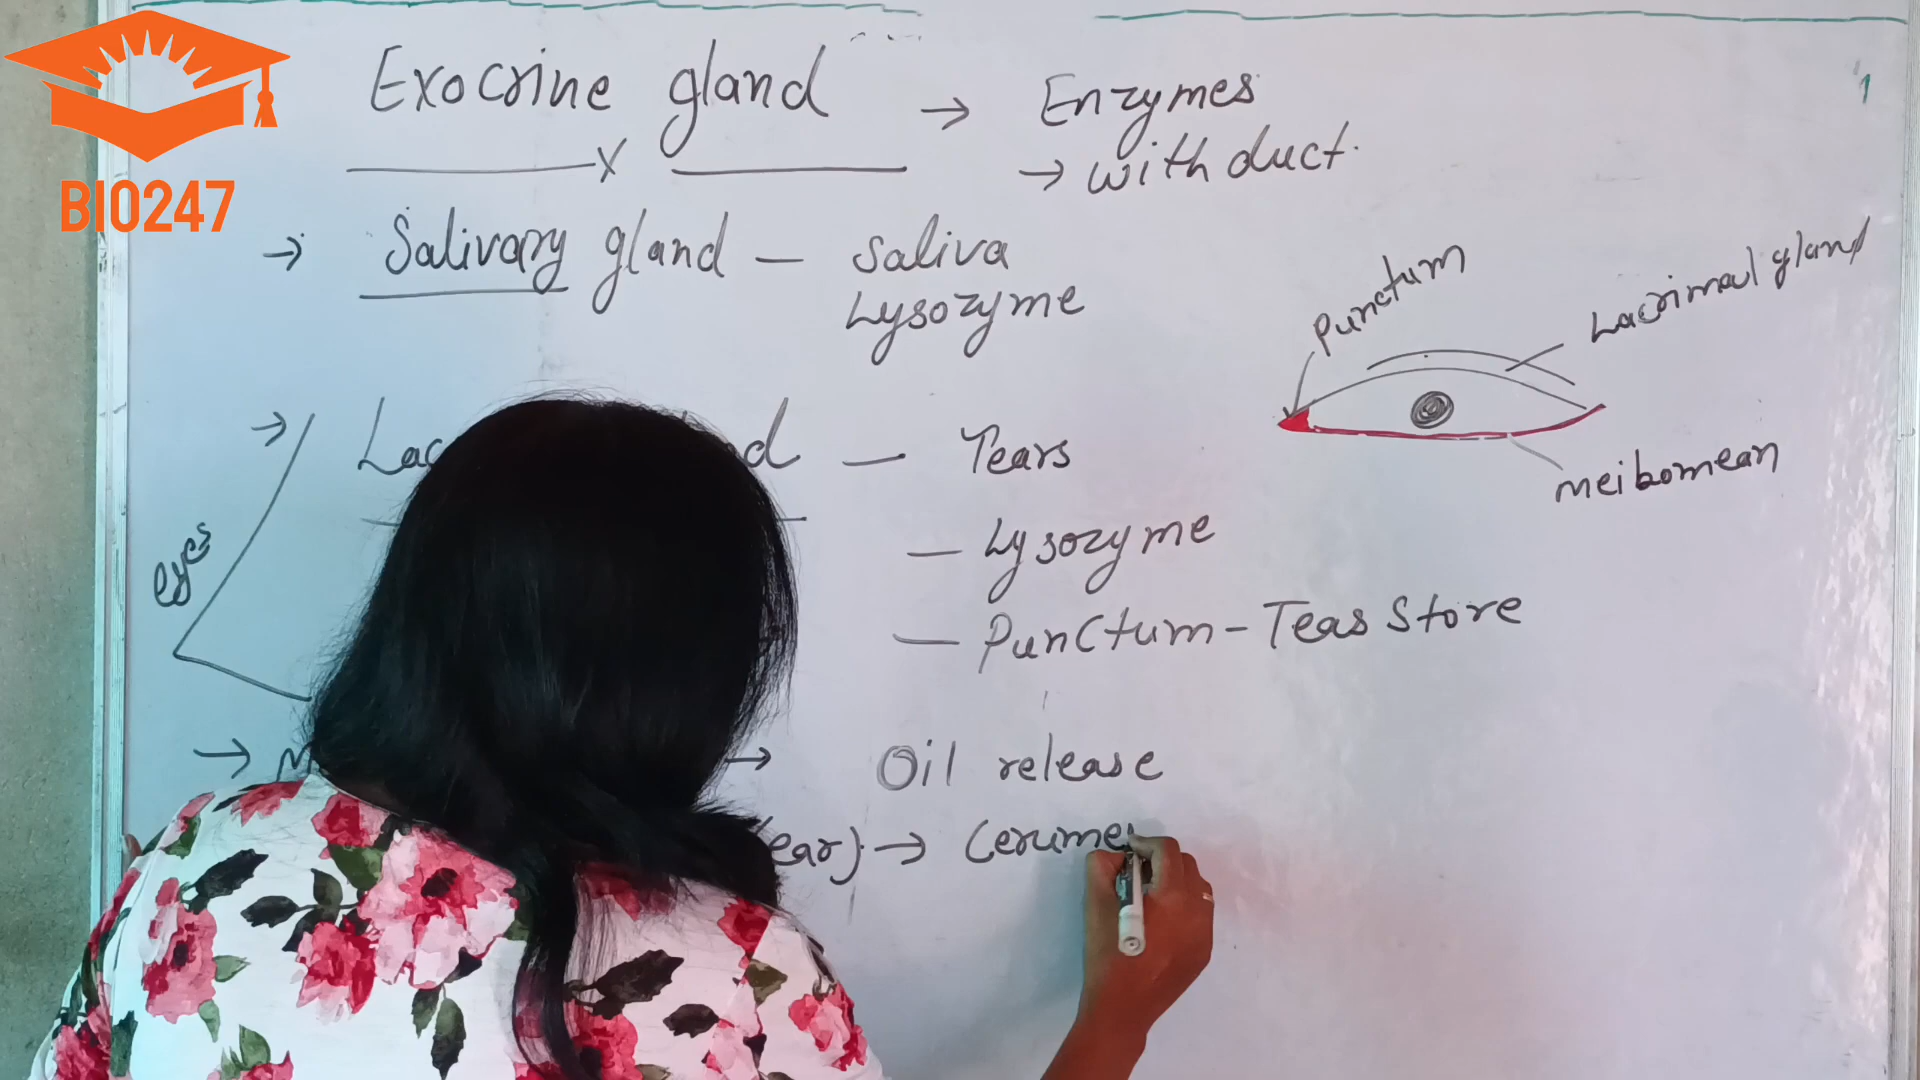 BIO247
Exocrine gland → Enzymes
→ with duct.
→ Salivary gland – Saliva
Lysozyme
Punctum
Lacrimal gland
meibomean
→ – Tears
eyes
– Lysozyme
– Punctum – Teas Store
→ → Oil release
(ear) → Cerume
1